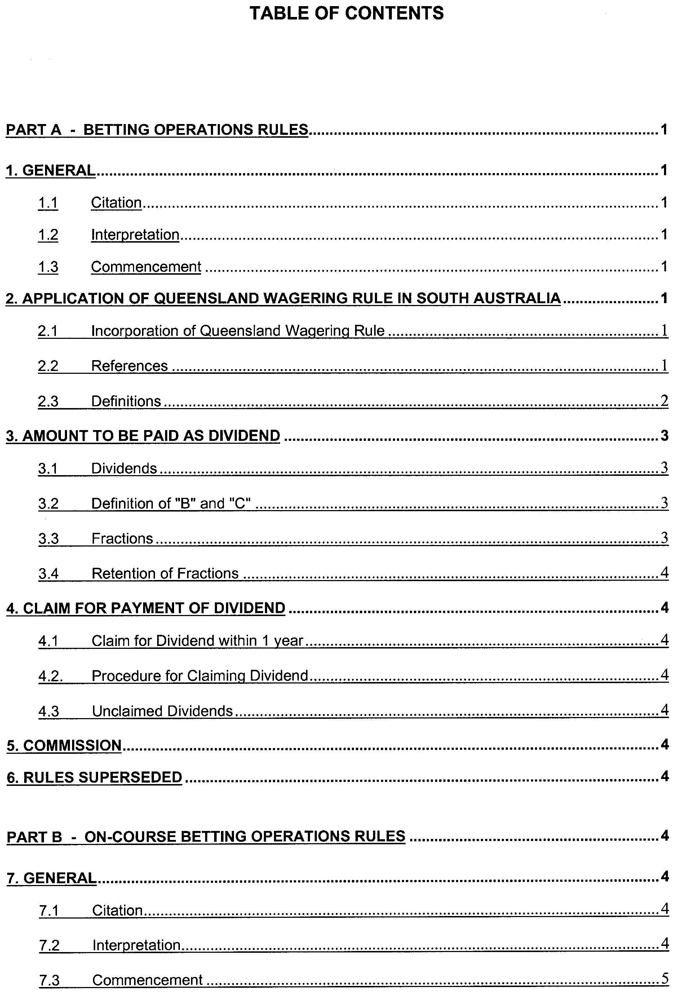 TABLE OF CONTENTS
PART A - BETTING OPERATIONS RULES 1
1. GENERAL 1
1.1 Citation 1
1.2 Interpretation 1
1.3 Commencement 1
2. APPLICATION OF QUEENSLAND WAGERING RULE IN SOUTH AUSTRALIA 1
2.1 Incorporation of Queensland Wagering Rule 1
2.2 References 1
2.3 Definitions 2
3. AMOUNT TO BE PAID AS DIVIDEND 3
3.1 Dividends 3
3.2 Definition of "B" and "C" 3
3.3 Fractions 3
3.4 Retention of Fractions 4
4. CLAIM FOR PAYMENT OF DIVIDEND 4
4.1 Claim for Dividend within 1 year 4
4.2. Procedure for Claiming Dividend 4
4.3 Unclaimed Dividends 4
5. COMMISSION 4
6. RULES SUPERSEDED 4
PART B - ON-COURSE BETTING OPERATIONS RULES 4
7. GENERAL 4
7.1 Citation 4
7.2 Interpretation 4
7.3 Commencement 5